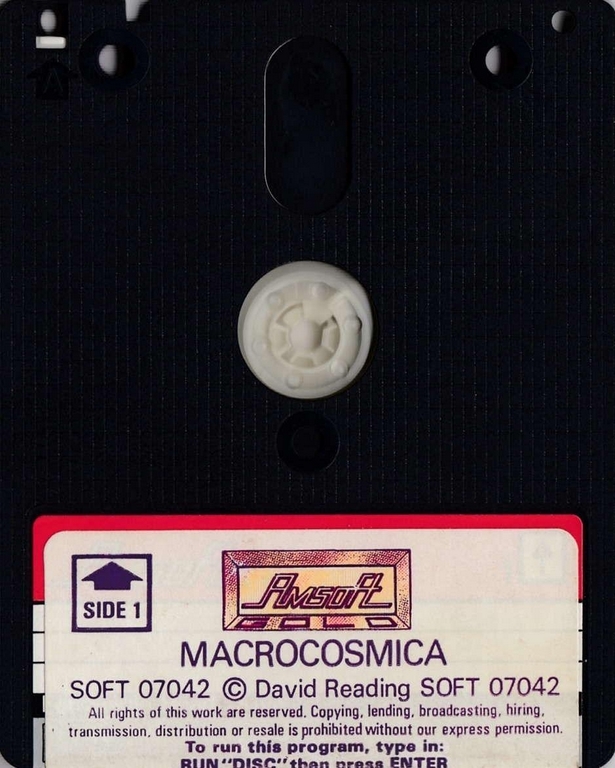 A
SIDE 1
AMSOFT
GOLD
MACROCOSMICA
SOFT 07042 © David Reading SOFT 07042
All rights of this work are reserved. Copying, lending, broadcasting, hiring,
transmission, distribution or resale is prohibited without our express permission.
To run this program, type in:
RUN "DISC" then press ENTER